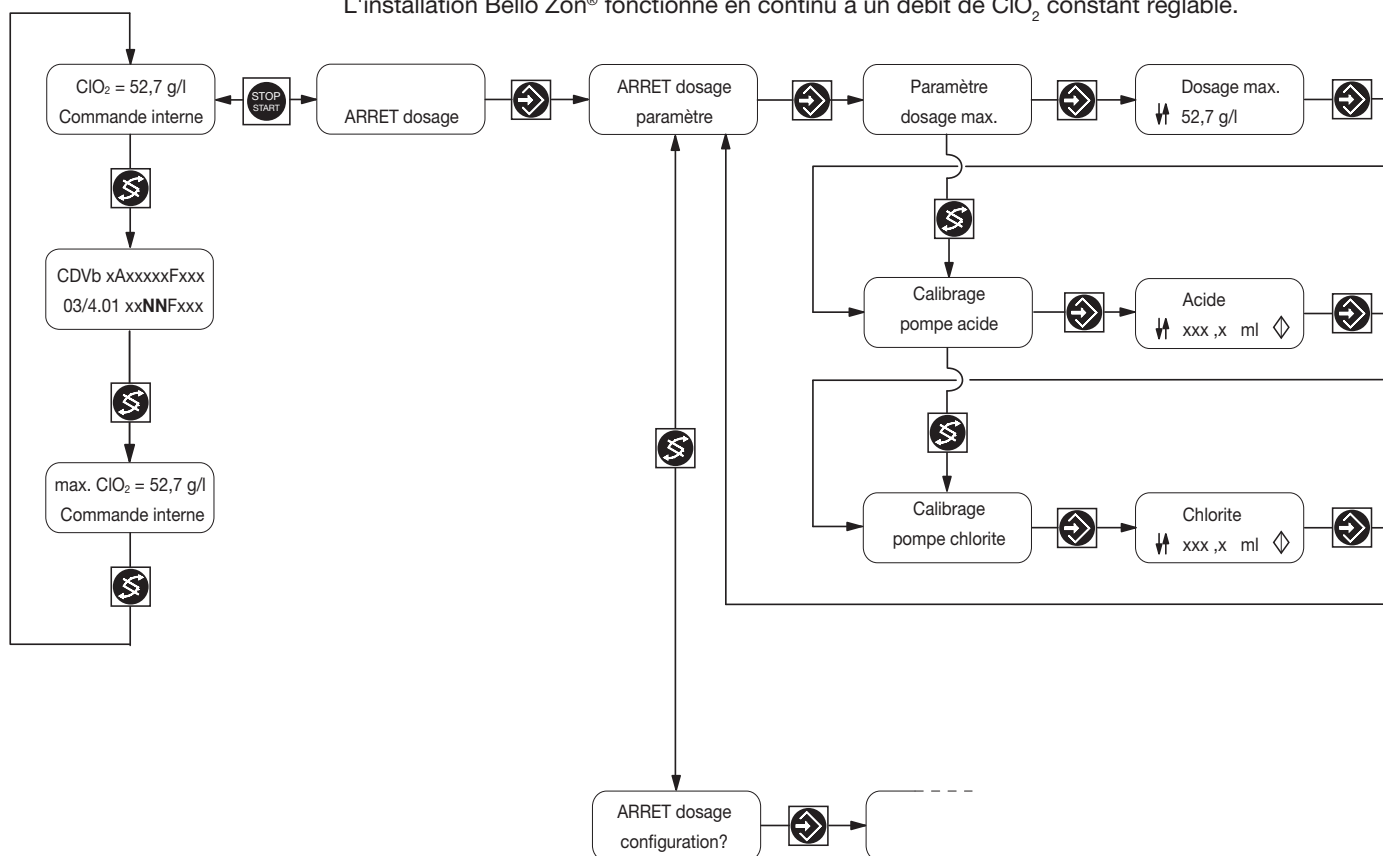 L'installation Bello Zon® fonctionne en continu à un débit de ClO₂ constant réglable.
ClO₂ = 52,7 g/l
Commande interne
STOP
START
ARRET dosage
ARRET dosage
paramètre
Paramètre
dosage max.
Dosage max.
52,7 g/l
CDVb xAxxxxxFxxx
03/4.01 xxNNFxxx
Calibrage
pompe acide
Acide
xxx ,x ml
max. ClO₂ = 52,7 g/l
Commande interne
Calibrage
pompe chlorite
Chlorite
xxx ,x ml
ARRET dosage
configuration?